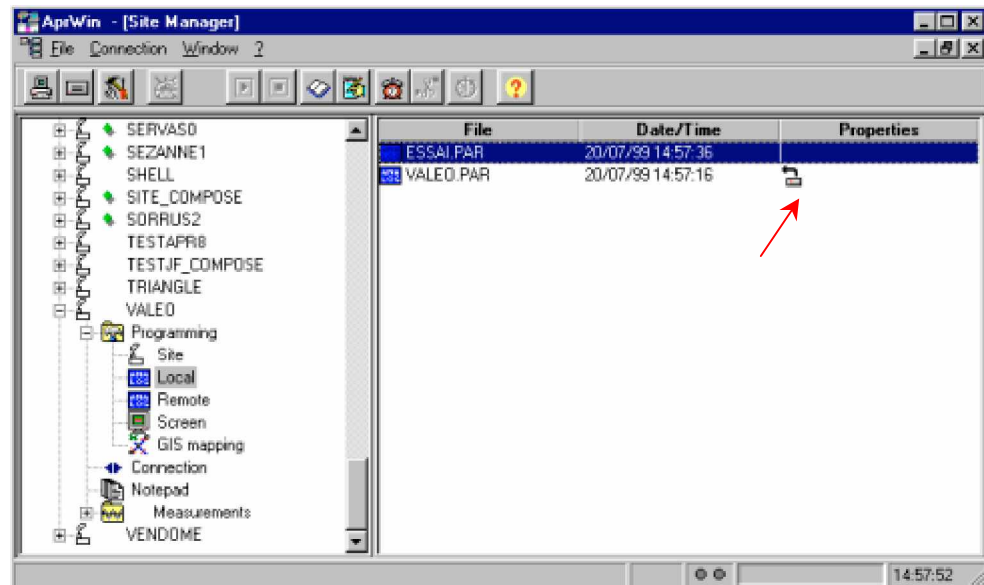 AprWin - [Site Manager]
File Connection Window ?
File Date/Time Properties
SERVAS0
SEZANNE1
SHELL
SITE_COMPOSE
SORRUS2
TESTAPR8
TESTJF_COMPOSE
TRIANGLE
VALEO
Programming
Site
Local
Remote
Screen
GIS mapping
Connection
Notepad
Measurements
VENDOME
ESSAI.PAR 20/07/99 14:57:36
VALEO.PAR 20/07/99 14:57:16
14:57:52